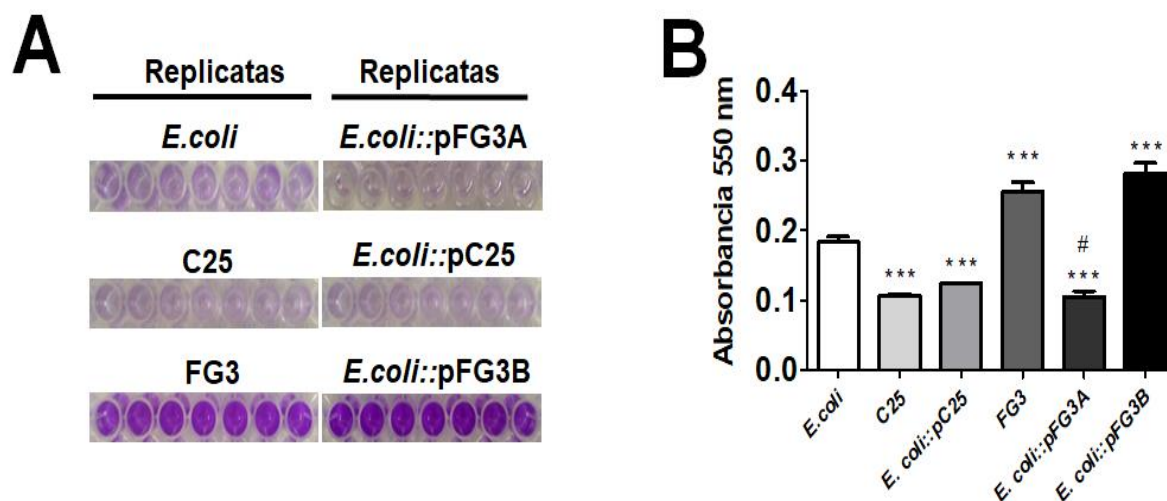 A
Replicatas Replicatas
E.coli E.coli::pFG3A
C25 E.coli::pC25
FG3 E.coli::pFG3B
B
Absorbancia 550 nm
0.4
0.3
0.2
0.1
0.0
***
***
***
#
***
***
E.coli
C25
E. coli::pC25
FG3
E. coli::pFG3A
E. coli::pFG3B